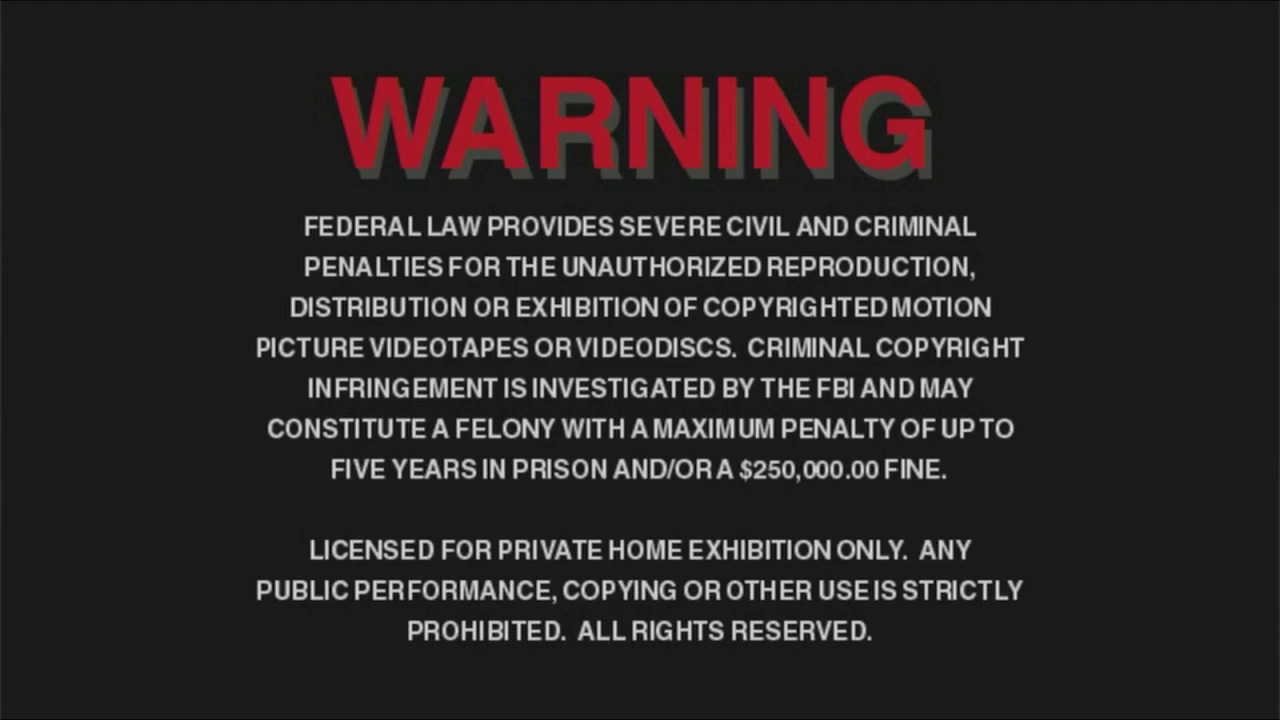 WARNING
FEDERAL LAW PROVIDES SEVERE CIVIL AND CRIMINAL
PENALTIES FOR THE UNAUTHORIZED REPRODUCTION,
DISTRIBUTION OR EXHIBITION OF COPYRIGHTED MOTION
PICTURE VIDEOTAPES OR VIDEODISCS. CRIMINAL COPYRIGHT
INFRINGEMENT IS INVESTIGATED BY THE FBI AND MAY
CONSTITUTE A FELONY WITH A MAXIMUM PENALTY OF UP TO
FIVE YEARS IN PRISON AND/OR A $250,000.00 FINE.
LICENSED FOR PRIVATE HOME EXHIBITION ONLY. ANY
PUBLIC PERFORMANCE, COPYING OR OTHER USE IS STRICTLY
PROHIBITED. ALL RIGHTS RESERVED.